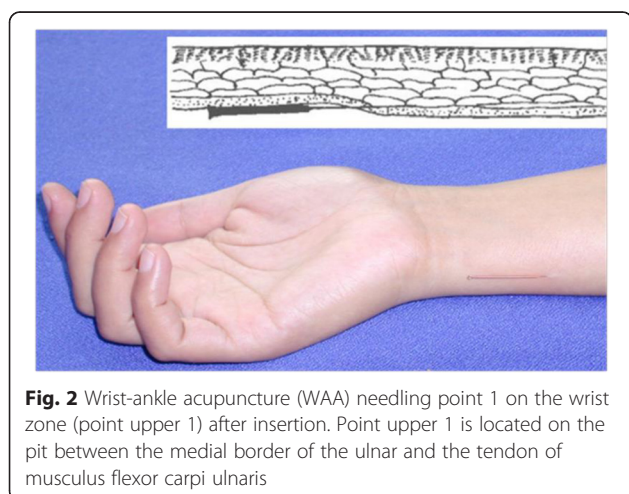 Fig. 2 Wrist-ankle acupuncture (WAA) needling point 1 on the wrist
zone (point upper 1) after insertion. Point upper 1 is located on the
pit between the medial border of the ulnar and the tendon of
musculus flexor carpi ulnaris